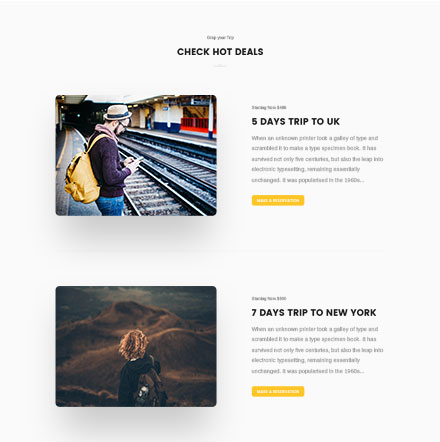 Grap your Trip
CHECK HOT DEALS
Starting from
5 DAYS TRIP TO UK
When an unknown printer took a galley of type and
scrambled it to make a type specimen book. It has
survived not only five centuries, but also the leap into
electronic typesetting, remaining essentially
unchanged. It was popularised in the 1960s...
MAKE A RESERVATION
Starting from
7 DAYS TRIP TO NEW YORK
When an unknown printer took a galley of type and
scrambled it to make a type specimen book. It has
survived not only five centuries, but also the leap into
electronic typesetting, remaining essentially
unchanged. It was popularised in the 1960s...
MAKE A RESERVATION